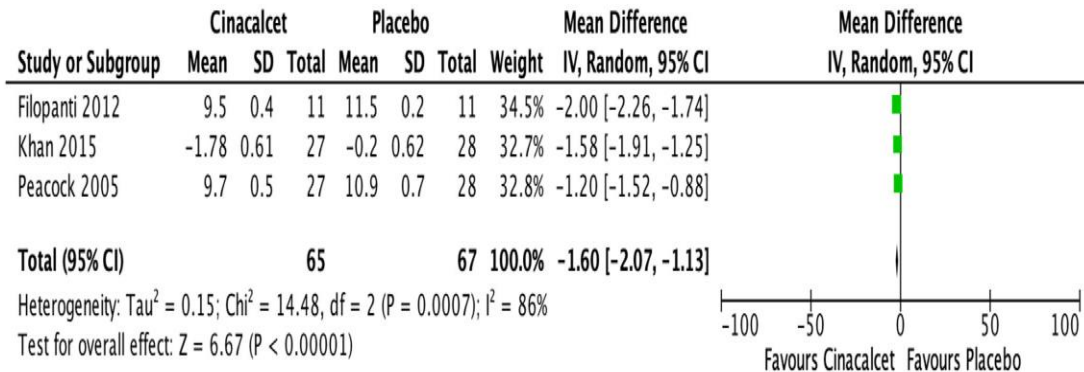 Cinacalcet Placebo Mean Difference Mean Difference
Study or Subgroup Mean SD Total Mean SD Total Weight IV, Random, 95% CI IV, Random, 95% CI
Filopanti 2012 9.5 0.4 11 11.5 0.2 11 34.5% −2.00 [−2.26, −1.74]
Khan 2015 −1.78 0.61 27 −0.2 0.62 28 32.7% −1.58 [−1.91, −1.25]
Peacock 2005 9.7 0.5 27 10.9 0.7 28 32.8% −1.20 [−1.52, −0.88]
Total (95% CI) 65 67 100.0% −1.60 [−2.07, −1.13]
Heterogeneity: Tau² = 0.15; Chi² = 14.48, df = 2 (P = 0.0007); I² = 86%
Test for overall effect: Z = 6.67 (P < 0.00001)
−100 −50 0 50 100
Favours Cinacalcet Favours Placebo